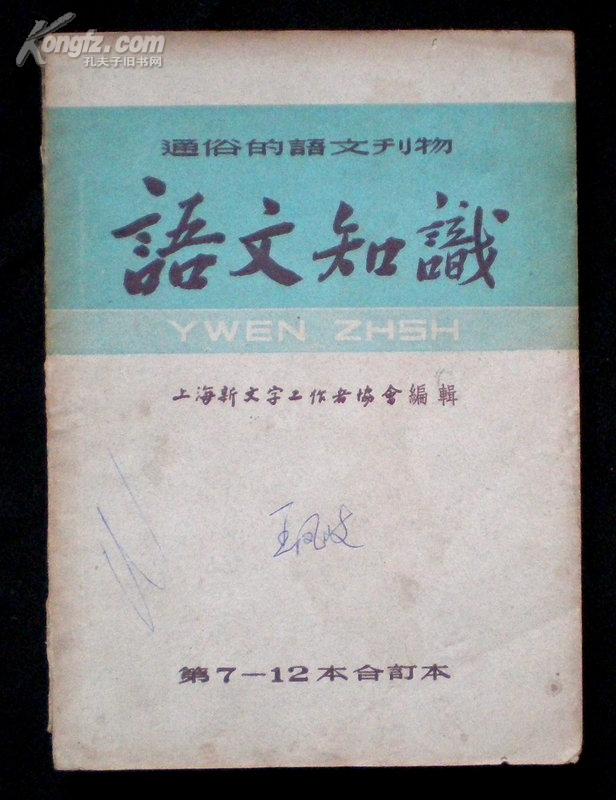 Kongfz.com
孔夫子旧书网
通俗的語文刋物
語文知識
YWEN ZHSH
上海新文字工作者協會編輯
第7—12本合訂本